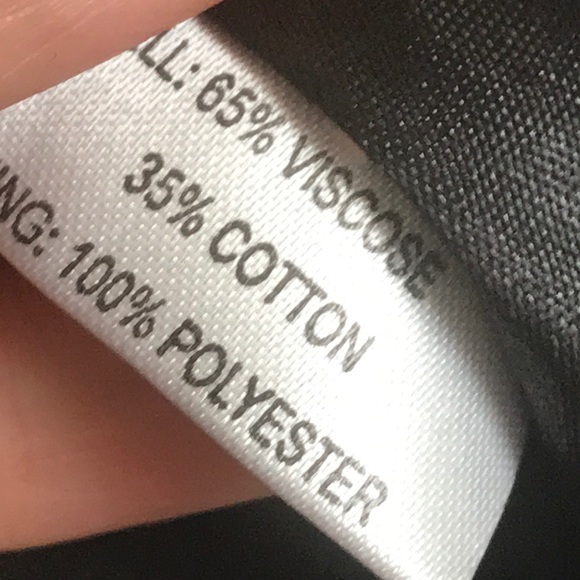 LL: 65% VISCOSE
35% COTTON
NG: 100% POLYESTER